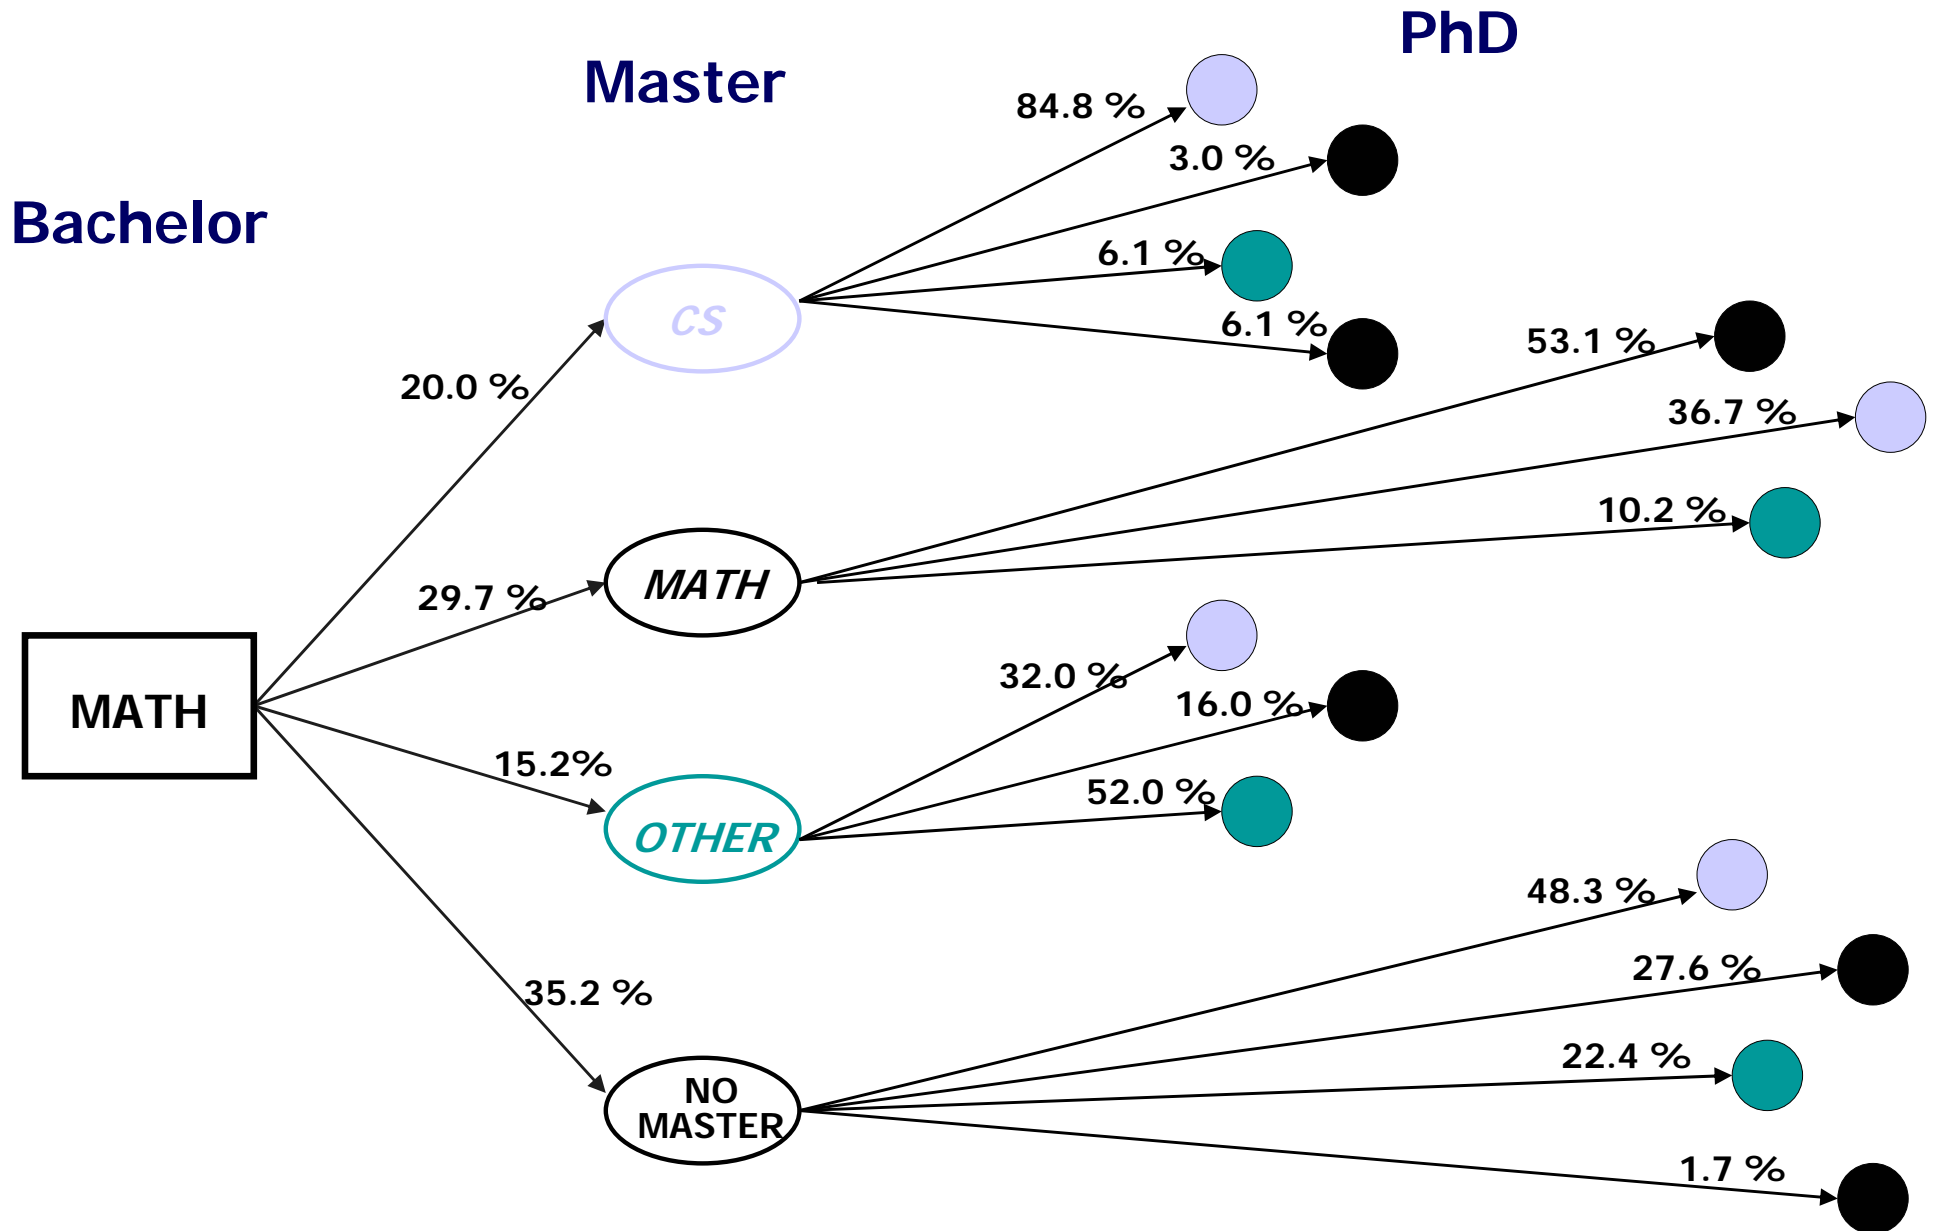 PhD
Master
Bachelor
84.8 %
3.0 %
6.1 %
6.1 %
CS
20.0 %
53.1 %
36.7 %
10.2 %
MATH
29.7 %
MATH
32.0 %
16.0 %
52.0 %
15.2%
OTHER
48.3 %
27.6 %
22.4 %
1.7 %
35.2 %
NO
MASTER